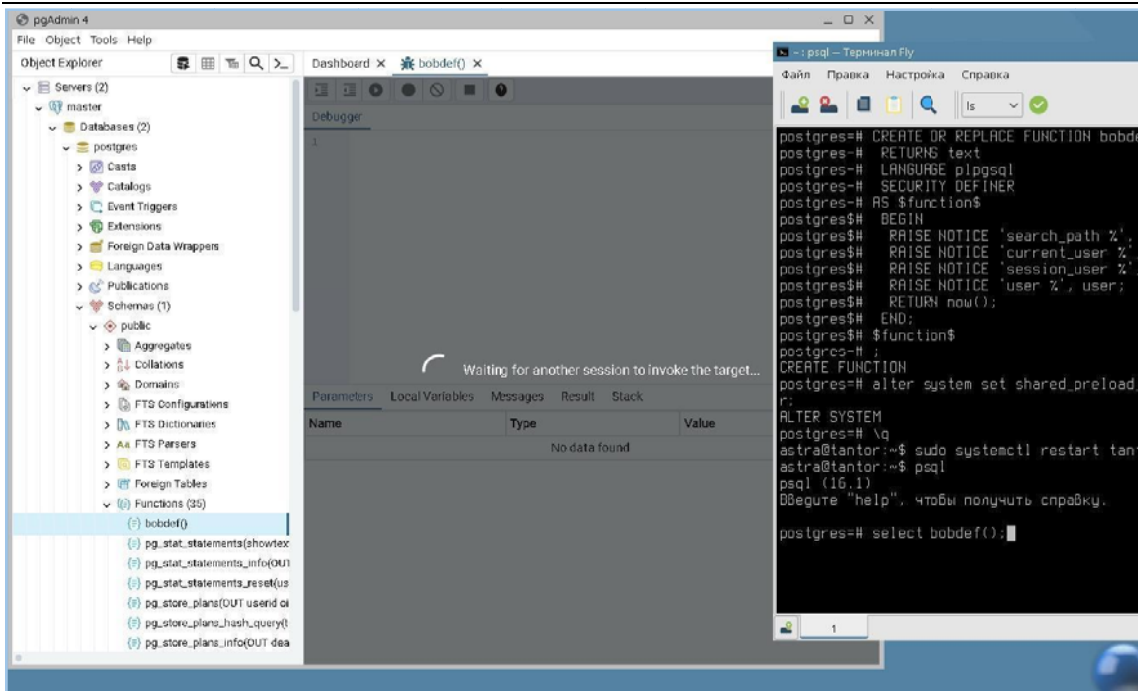 pgAdmin 4
File Object Tools Help
Object Explorer
Dashboard
bobdef()
Servers (2)
master
Databases (2)
postgres
Casts
Catalogs
Event Triggers
Extensions
Foreign Data Wrappers
Languages
Publications
Schemas (1)
public
Aggregates
Collations
Domains
FTS Configurations
FTS Dictionaries
FTS Parsers
FTS Templates
Foreign Tables
Functions (35)
bobdef()
pg_stat_statements(showtex
pg_stat_statements_info(OUT
pg_stat_statements_reset(us
pg_store_plans(OUT userid oi
pg_store_plans_hash_query(t
pg_store_plans_info(OUT dea
Debugger
1
Waiting for another session to invoke the target...
Parameters Local Variables Messages Result Stack
Name Type Value
No data found
~ : psql — Терминал Fly
Файл Правка Настройка Справка
ls
postgres=# CREATE OR REPLACE FUNCTION bobde
postgres-# RETURNS text
postgres-# LANGUAGE plpgsql
postgres-# SECURITY DEFINER
postgres-# AS $function$
postgres$# BEGIN
postgres$# RAISE NOTICE 'search_path %',
postgres$# RAISE NOTICE 'current_user %'
postgres$# RAISE NOTICE 'session_user %'
postgres$# RAISE NOTICE 'user %', user;
postgres$# RETURN now();
postgres$# END;
postgres$# $function$
postgres-# ;
CREATE FUNCTION
postgres=# alter system set shared_preload_
r;
ALTER SYSTEM
postgres=# \q
astra@tantor:~$ sudo systemctl restart tan
astra@tantor:~$ psql
psql (16.1)
Введите "help", чтобы получить справку.
postgres=# select bobdef();
1